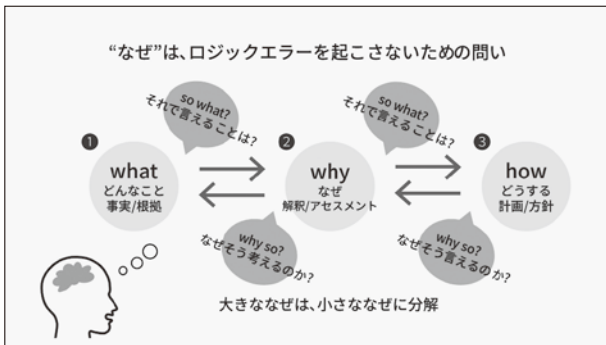 “なぜ”は、ロジックエラーを起こさないための問い
so what?
それで言えることは?
so what?
それで言えることは?
❶
what
どんなこと
事実/根拠
❷
why
なぜ
解釈/アセスメント
❸
how
どうする
計画/方針
why so?
なぜそう考えるのか?
why so?
なぜそう言えるのか?
大きななぜは、小さななぜに分解